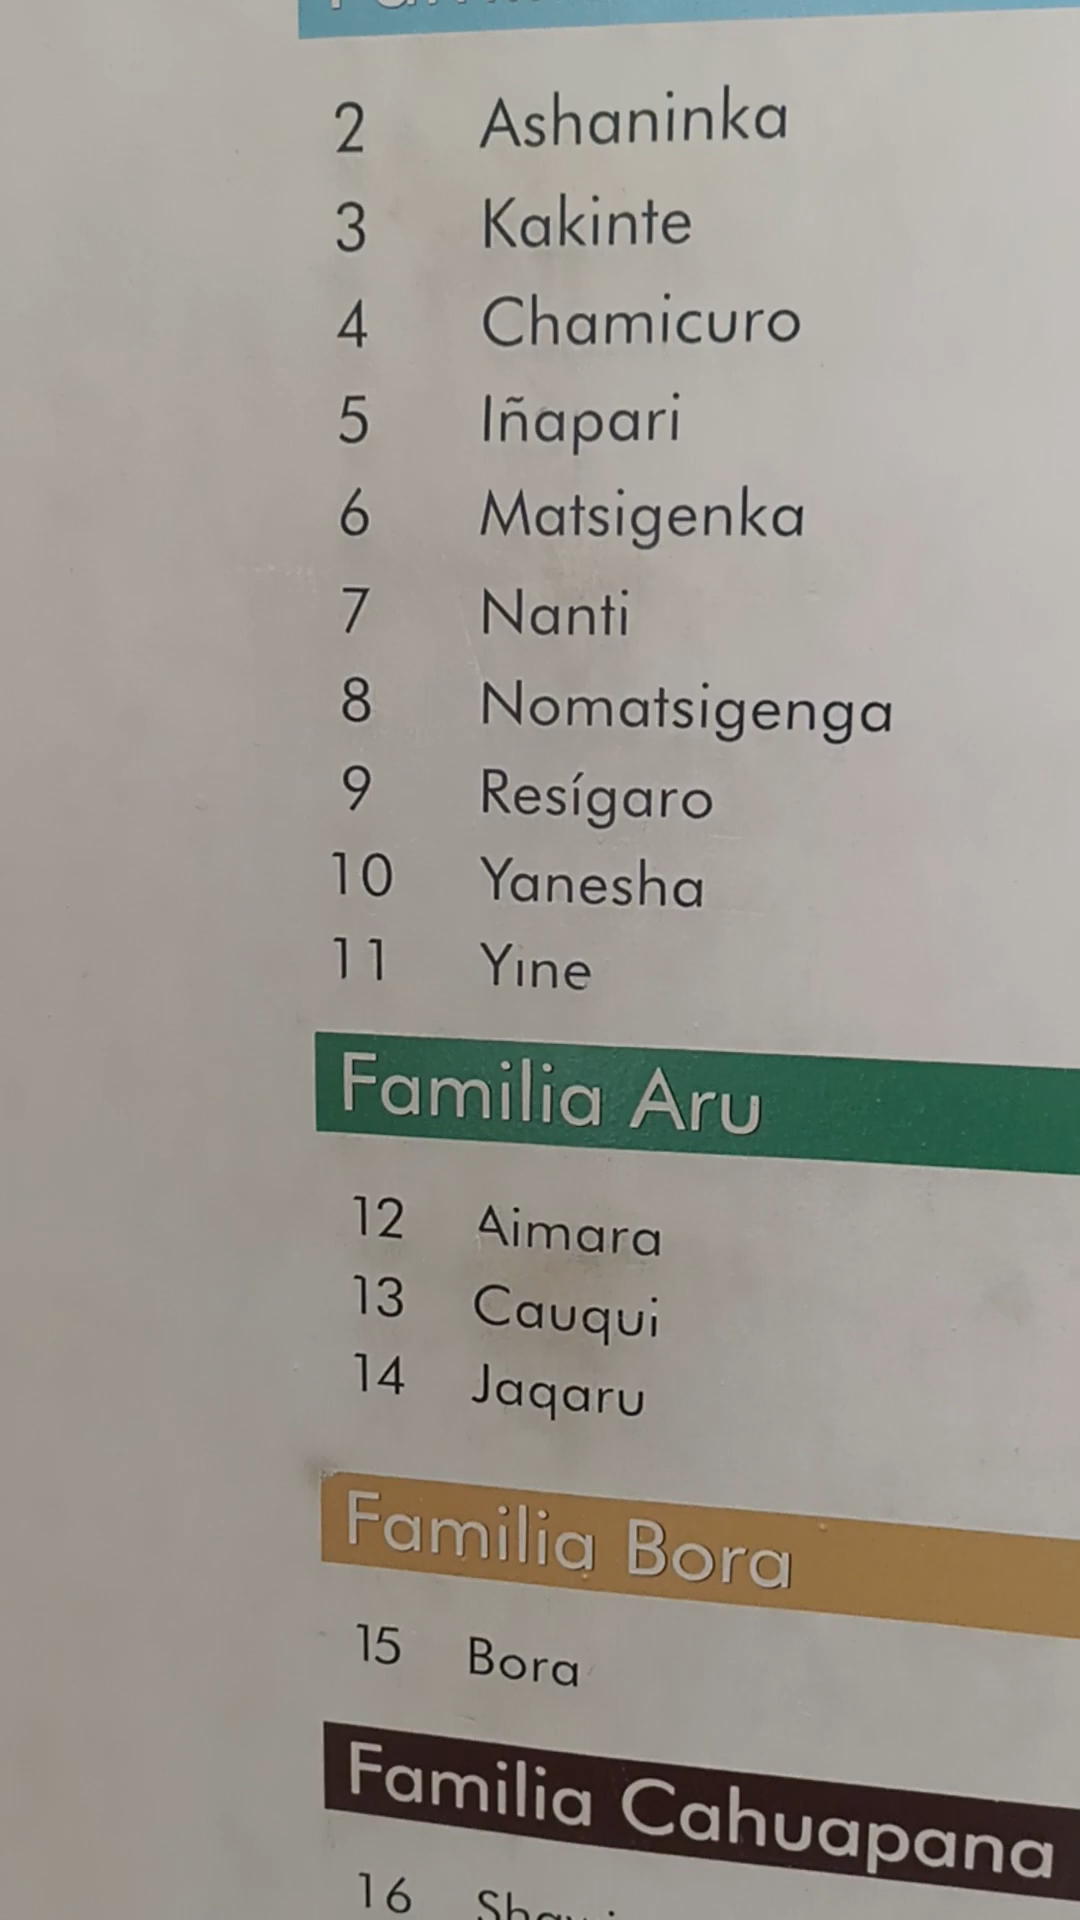 2 Ashaninka
3 Kakinte
4 Chamicuro
5 Iñapari
6 Matsigenka
7 Nanti
8 Nomatsigenga
9 Resígaro
10 Yanesha
11 Yine
Familia Aru
12 Aimara
13 Cauqui
14 Jaqaru
Familia Bora
15 Bora
Familia Cahuapana
16